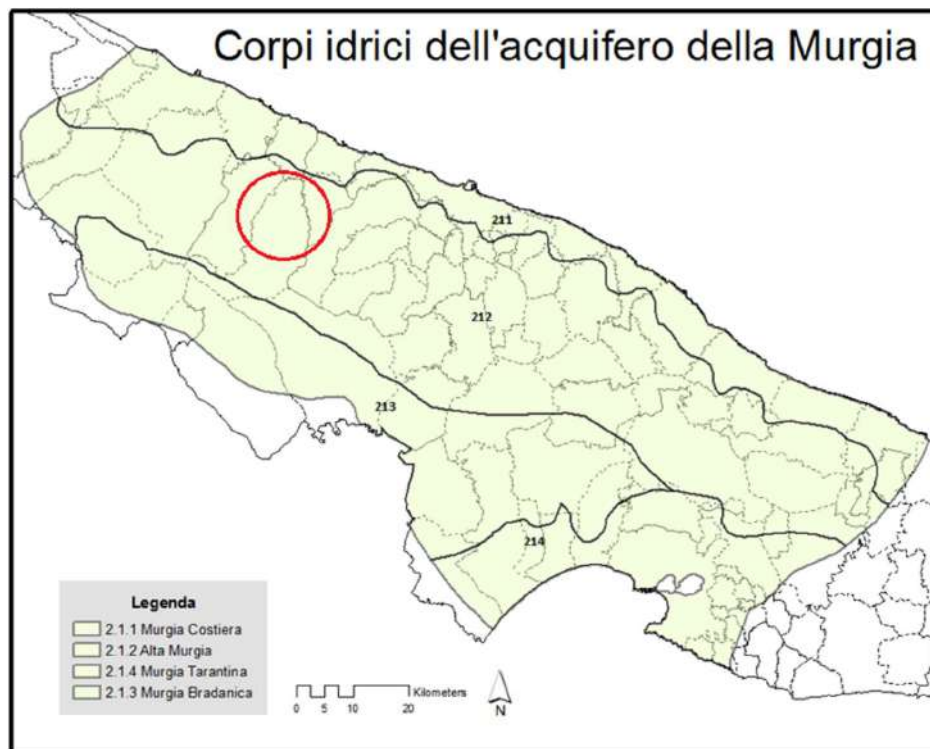 Corpi idrici dell'acquifero della Murgia
211
212
213
214
Legenda
2.1.1 Murgia Costiera
2.1.2 Alta Murgia
2.1.4 Murgia Tarantina
2.1.3 Murgia Bradanica
Kilometers
0 5 10 20
N